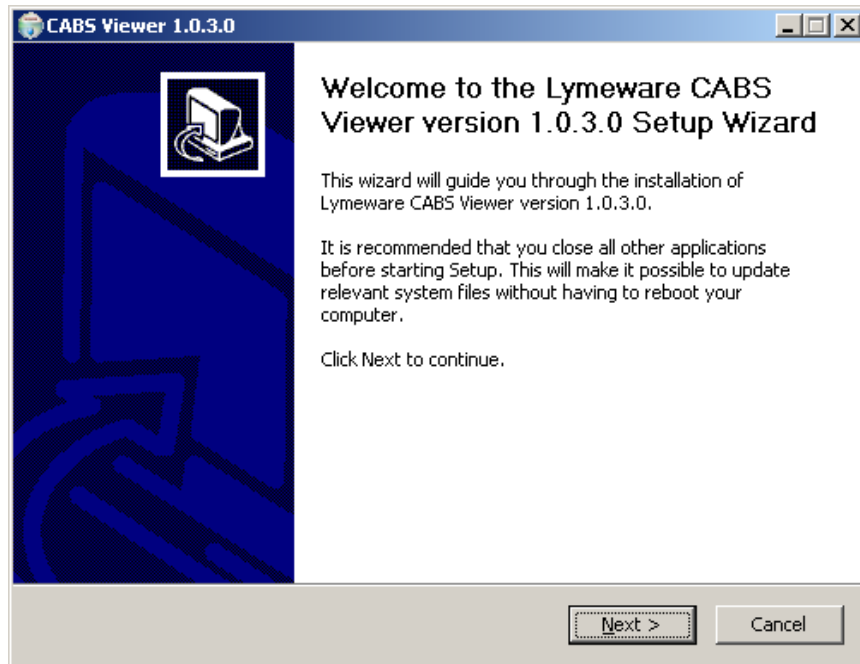 CABS Viewer 1.0.3.0
Welcome to the Lymeware CABS
Viewer version 1.0.3.0 Setup Wizard
This wizard will guide you through the installation of
Lymeware CABS Viewer version 1.0.3.0.
It is recommended that you close all other applications
before starting Setup. This will make it possible to update
relevant system files without having to reboot your
computer.
Click Next to continue.
Next >
Cancel